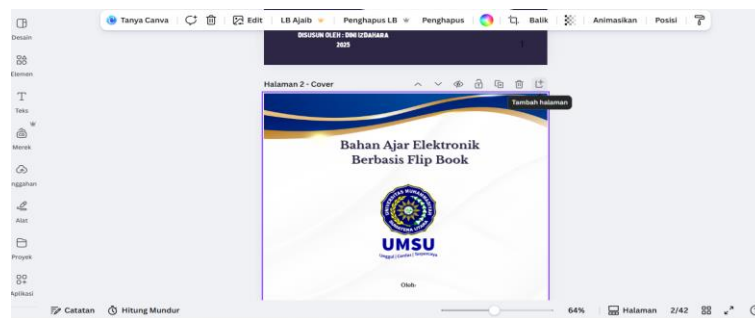 Tanya Canva Edit LB Ajaib Penghapus LB Penghapus Balik Animasikan Posisi
Desain
Elemen
Teks
Merek
nggahan
Alat
Proyek
Aplikasi
DISUSUN OLEH : DINI IZDAHARA
2025
Halaman 2 - Cover
Tambah halaman
Bahan Ajar Elektronik
Berbasis Flip Book
UMSU
Unggul | Cerdas | Terpercaya
Oleh:
Catatan Hitung Mundur 64% Halaman 2/42